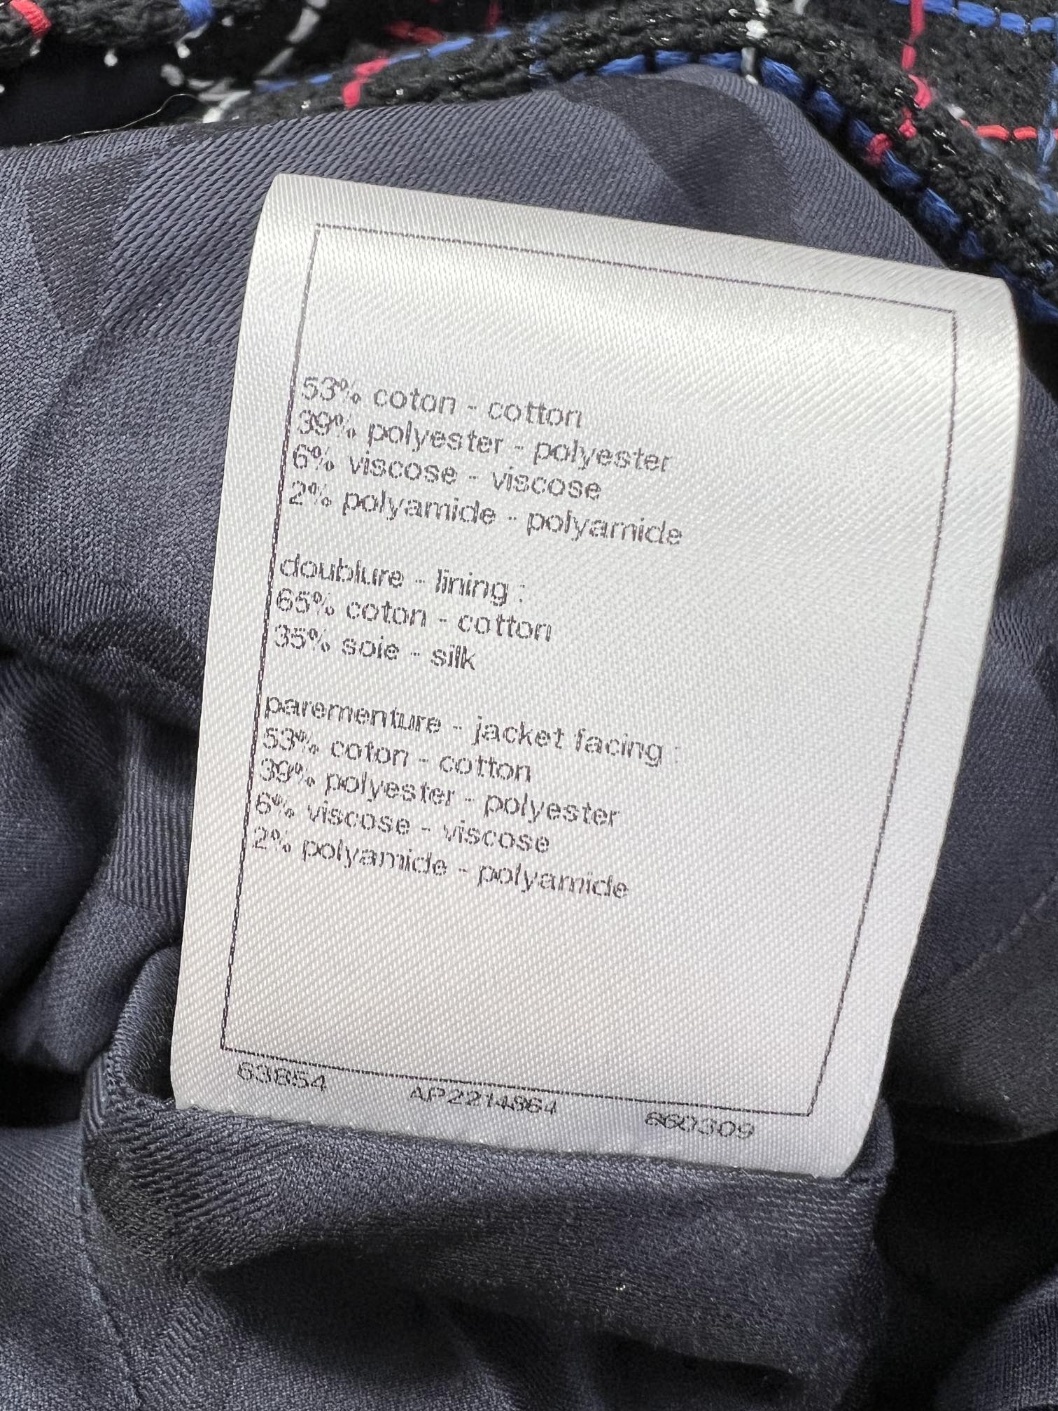 53% coton - cotton
39% polyester - polyester
6% viscose - viscose
2% polyamide - polyamide
doublure - lining :
65% coton - cotton
35% soie - silk
parementure - jacket facing :
53% coton - cotton
39% polyester - polyester
6% viscose - viscose
2% polyamide - polyamide
63854 AP2214864 860309